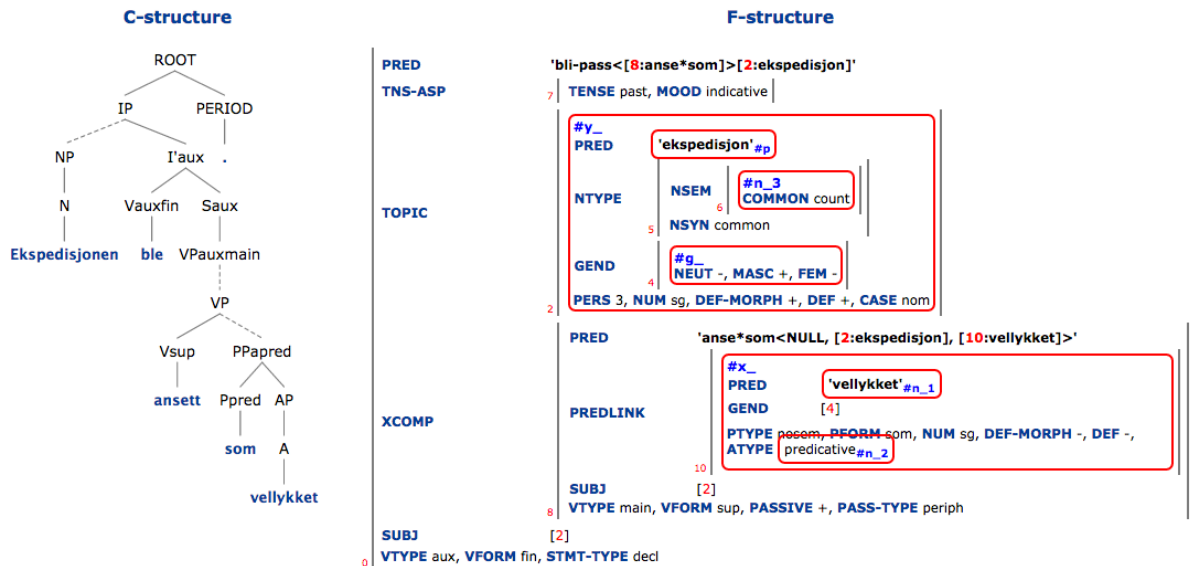 C-structure
F-structure
ROOT
IP PERIOD
NP I'aux .
N Vauxfin Saux
Ekspedisjonen ble VPauxmain
VP
Vsup PPapred
ansett Ppred AP
som A
vellykket
PRED 'bli-pass<[8:anse*som]>[2:ekspedisjon]'
TNS-ASP 7 TENSE past, MOOD indicative
TOPIC
#y_
PRED 'ekspedisjon'#p
NTYPE NSEM #n_3
6 COMMON count
5 NSYN common
GEND #g_
4 NEUT -, MASC +, FEM -
2 PERS 3, NUM sg, DEF-MORPH +, DEF +, CASE nom
XCOMP
PRED 'anse*som<NULL, [2:ekspedisjon], [10:vellykket]>'
PREDLINK
#x_
PRED 'vellykket'#n_1
GEND [4]
PTYPE nosem, PFORM som, NUM sg, DEF-MORPH -, DEF -,
10 ATYPE predicative#n_2
SUBJ [2]
8 VTYPE main, VFORM sup, PASSIVE +, PASS-TYPE periph
SUBJ [2]
0 VTYPE aux, VFORM fin, STMT-TYPE decl